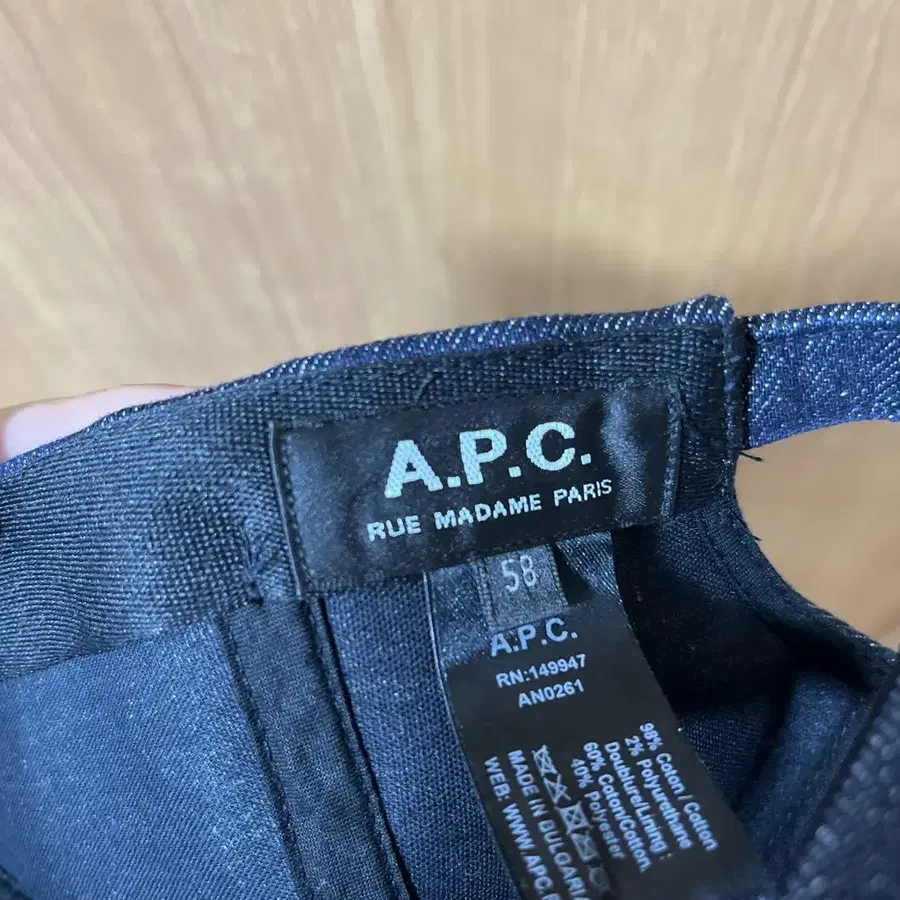 A.P.C.
RUE MADAME PARIS
58
A.P.C.
RN:149947
AN0261
98% Coton / Cotton
2% Polyurethane
Doublure/Lining :
60% Coton/Cotton,
40% Polyester
MADE IN BULGARIA
WEB: WWW.APC.